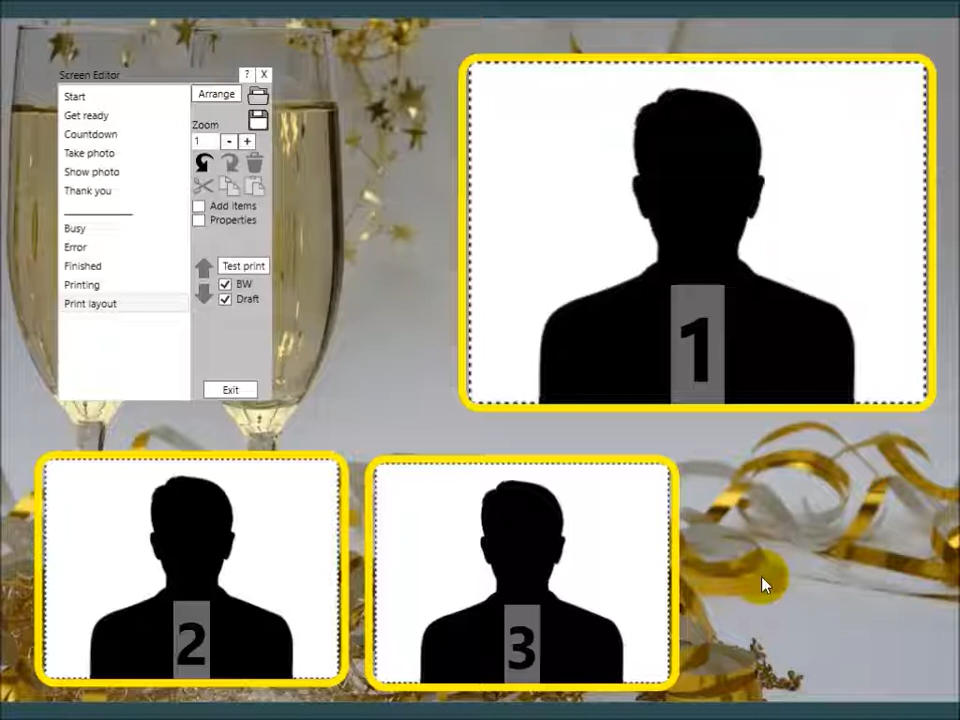 Screen Editor ? X
Start
Get ready
Countdown
Take photo
Show photo
Thank you
Busy
Error
Finished
Printing
Print layout
Arrange
Zoom
1 - +
Add items
Properties
Test print
BW
Draft
Exit
1
2
3